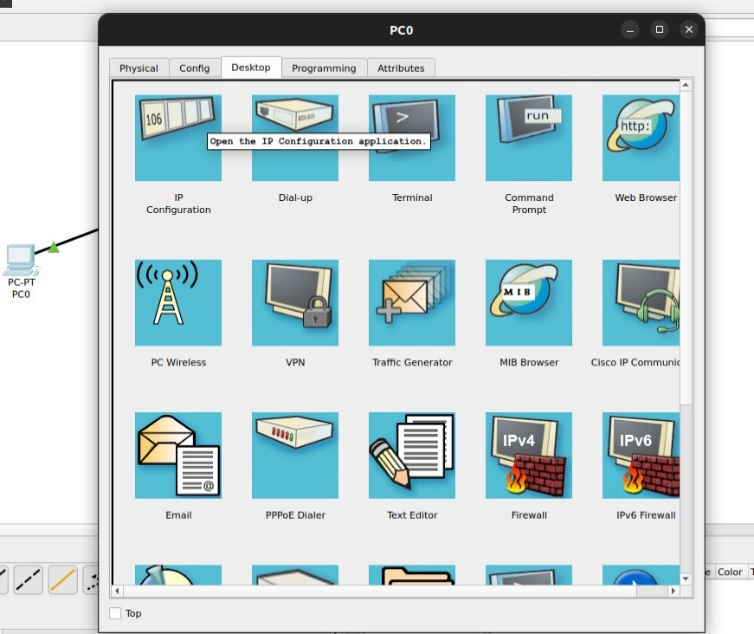 PC0
Physical
Config
Desktop
Programming
Attributes
106
>
run
http:
Open the IP Configuration application.
IP
Configuration
Dial-up
Terminal
Command
Prompt
Web Browser
PC-PT
PC0
MIB
PC Wireless
VPN
Traffic Generator
MIB Browser
Cisco IP Communic
IPv4
IPv6
@
Email
PPPoE Dialer
Text Editor
Firewall
IPv6 Firewall
e
Color
T
Top